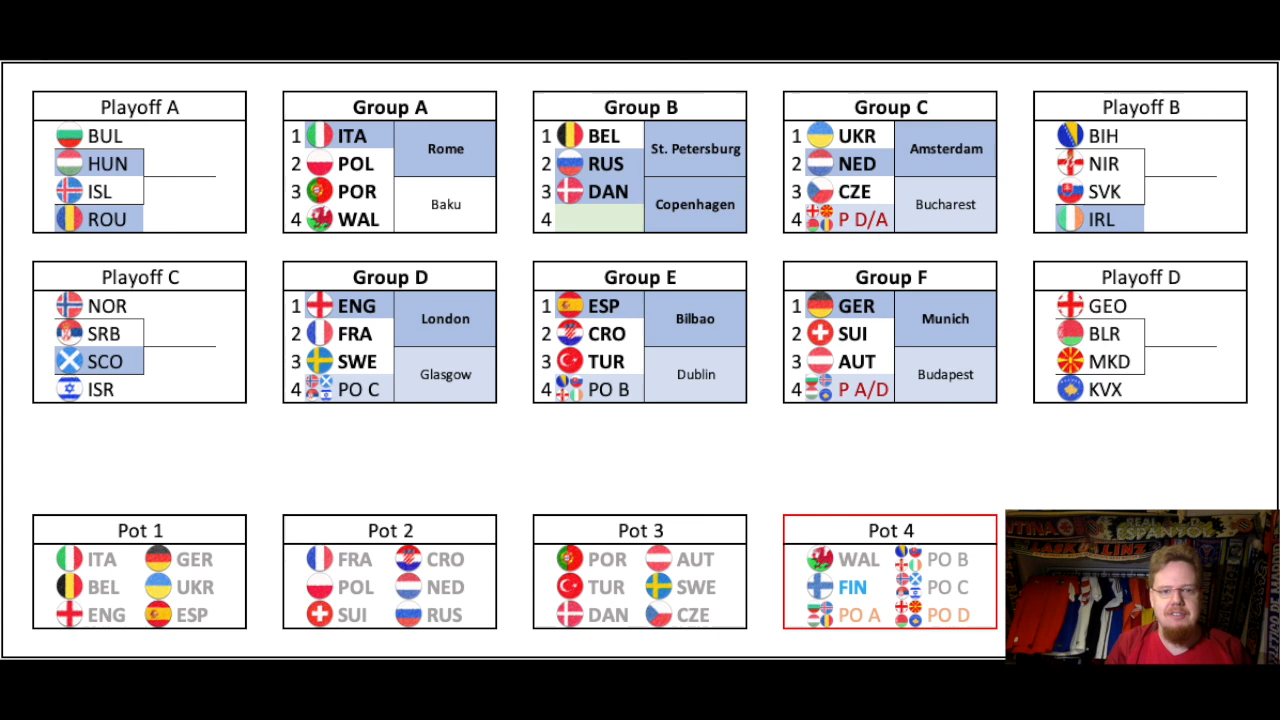 Playoff A
BUL
HUN
ISL
ROU
Group A
1 ITA
2 POL
3 POR
4 WAL
Rome
Baku
Group B
1 BEL
2 RUS
3 DAN
4
St. Petersburg
Copenhagen
Group C
1 UKR
2 NED
3 CZE
4 P D/A
Amsterdam
Bucharest
Playoff B
BIH
NIR
SVK
IRL
Playoff C
NOR
SRB
SCO
ISR
Group D
1 ENG
2 FRA
3 SWE
4 PO C
London
Glasgow
Group E
1 ESP
2 CRO
3 TUR
4 PO B
Bilbao
Dublin
Group F
1 GER
2 SUI
3 AUT
4 P A/D
Munich
Budapest
Playoff D
GEO
BLR
MKD
KVX
Pot 1
ITA GER
BEL UKR
ENG ESP
Pot 2
FRA CRO
POL NED
SUI RUS
Pot 3
POR AUT
TUR SWE
DAN CZE
Pot 4
WAL PO B
FIN PO C
PO A PO D
REAL
ESPANYOL
LINZ